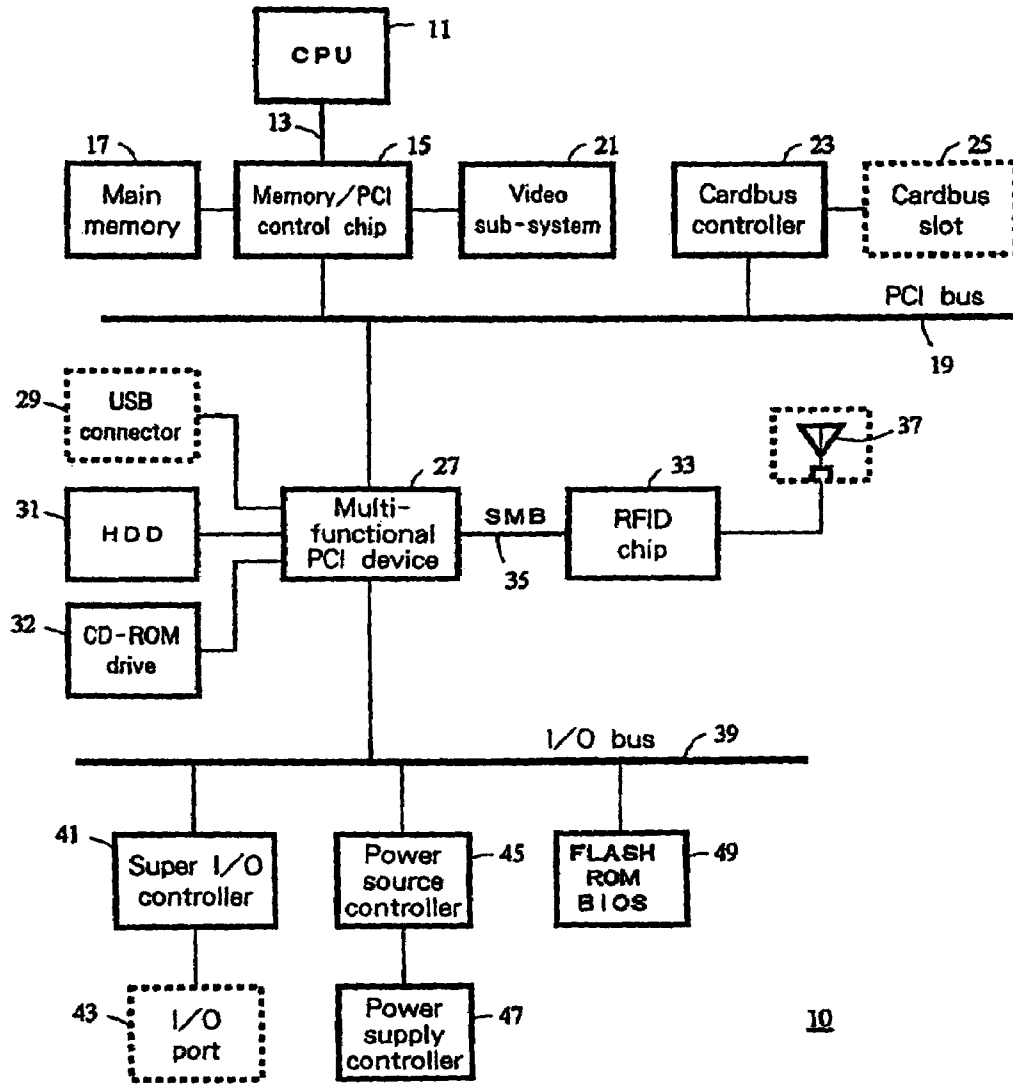 CPU
11
13
17
Main
memory
15
Memory/PCI
control chip
21
Video
sub-system
23
Cardbus
controller
25
Cardbus
slot
PCI bus
19
29
USB
connector
37
31
HDD
27
Multi-
functional
PCI device
SMB
35
33
RFID
chip
32
CD-ROM
drive
I/O bus
39
41
Super I/O
controller
45
Power
source
controller
49
FLASH
ROM
BIOS
43
I/O
port
47
Power
supply
controller
10